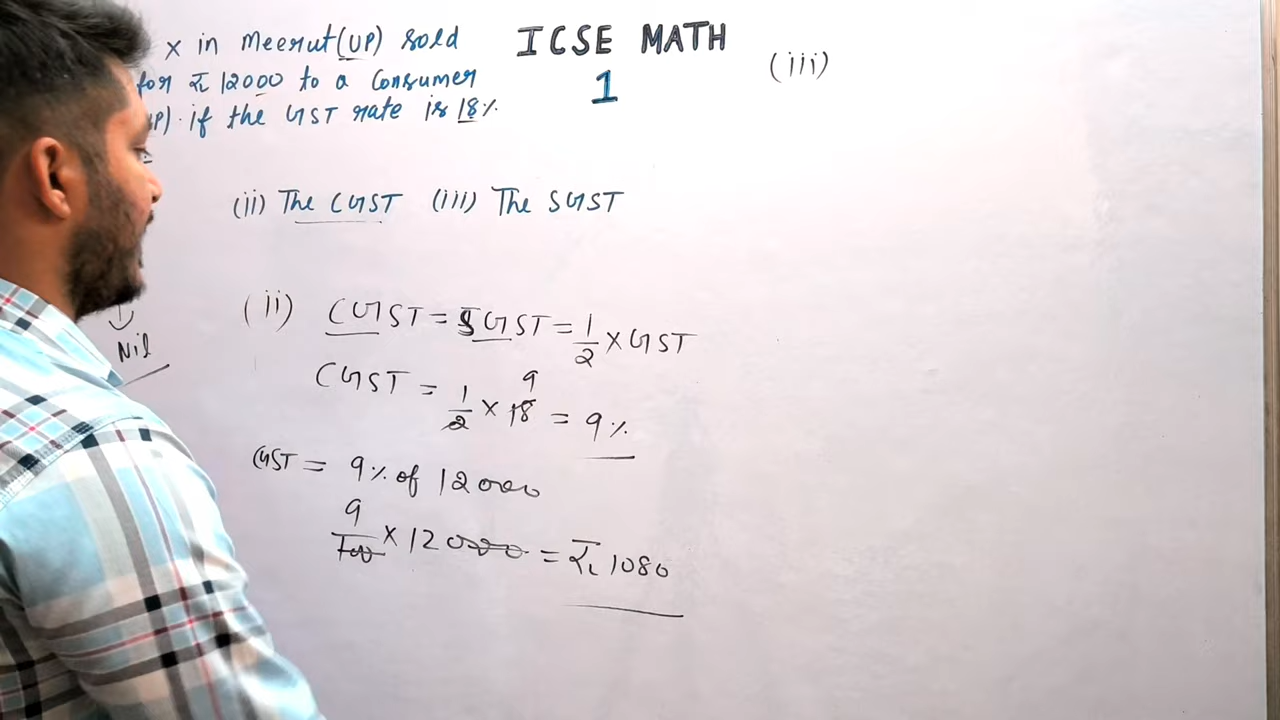 x in Meerut (UP) sold
for ₹ 12000 to a consumer
P). if the GST rate is 18%.
ICSE MATH
1
(iii)
(ii) The CGST (iii) The SGST
Nil
(ii) CGST = SGST = 1/2 × GST
CGST = 1/2 × 18 = 9%
9
CGST = 9% of 12000
9/100 × 12000 = ₹ 1080